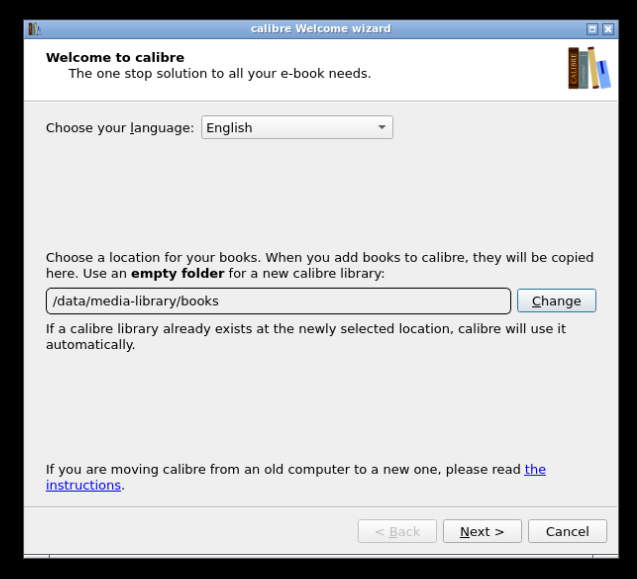 calibre Welcome wizard
Welcome to calibre
The one stop solution to all your e-book needs.
CALIBRE
Choose your language: English
Choose a location for your books. When you add books to calibre, they will be copied
here. Use an empty folder for a new calibre library:
/data/media-library/books Change
If a calibre library already exists at the newly selected location, calibre will use it
automatically.
If you are moving calibre from an old computer to a new one, please read the
instructions.
< Back Next > Cancel